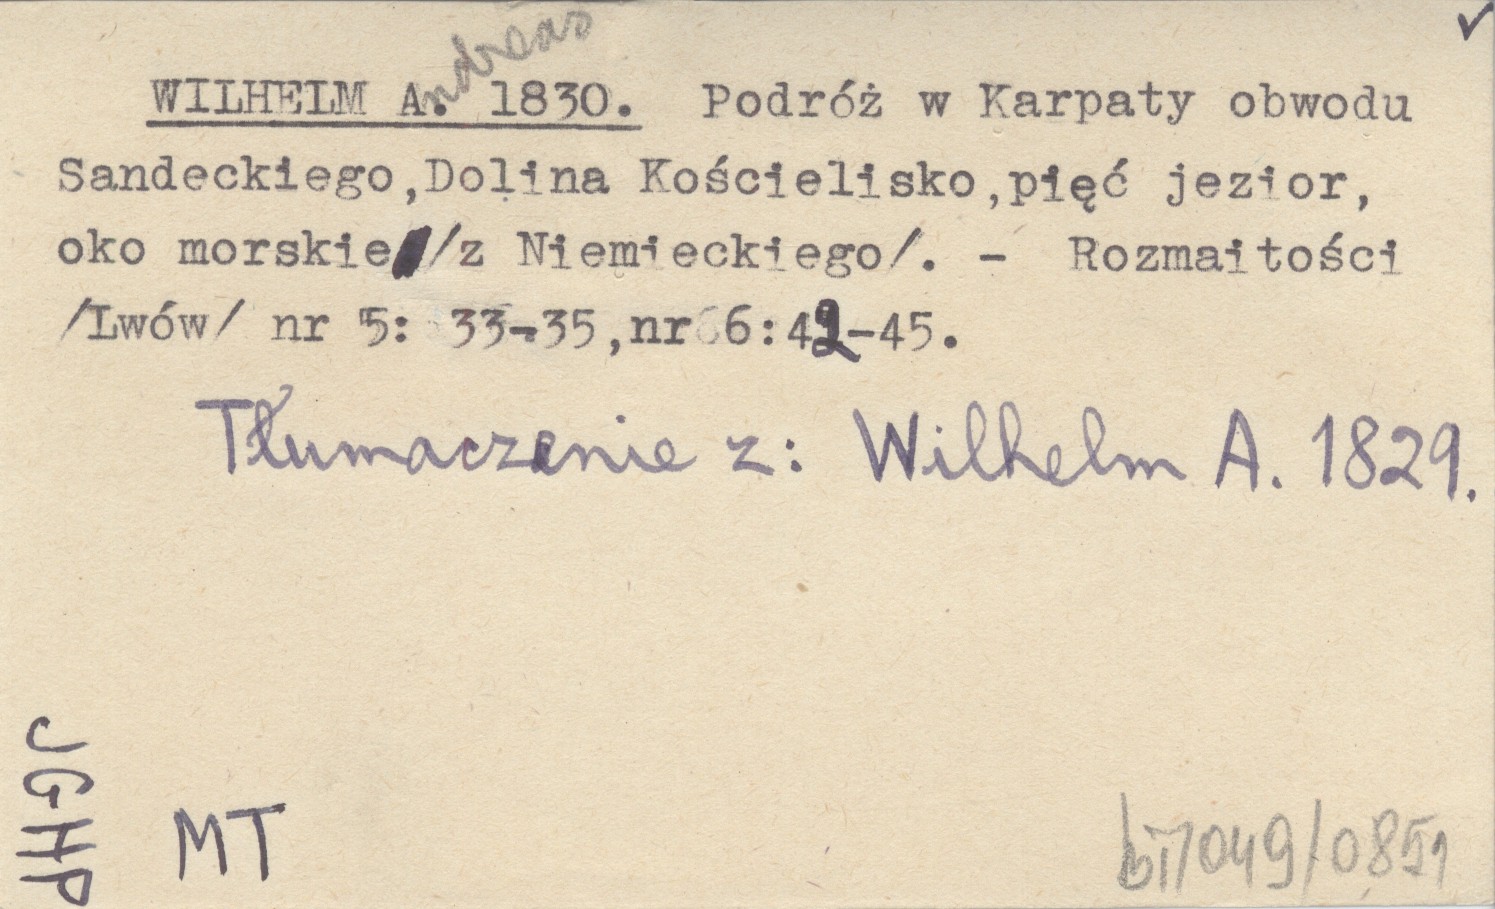 Andreas
WILHELM A. 1830. Podróż w Karpaty obwodu
Sandeckiego,Dolina Kościelisko,pięć jezior,
oko morskie /z Niemieckiego/. - Rozmaitości
/Lwów/ nr 5: 33-35,nr 6:42-45.
Tłumaczenie z: Wilhelm A. 1829.
JGHP
MT
bi/049/0851